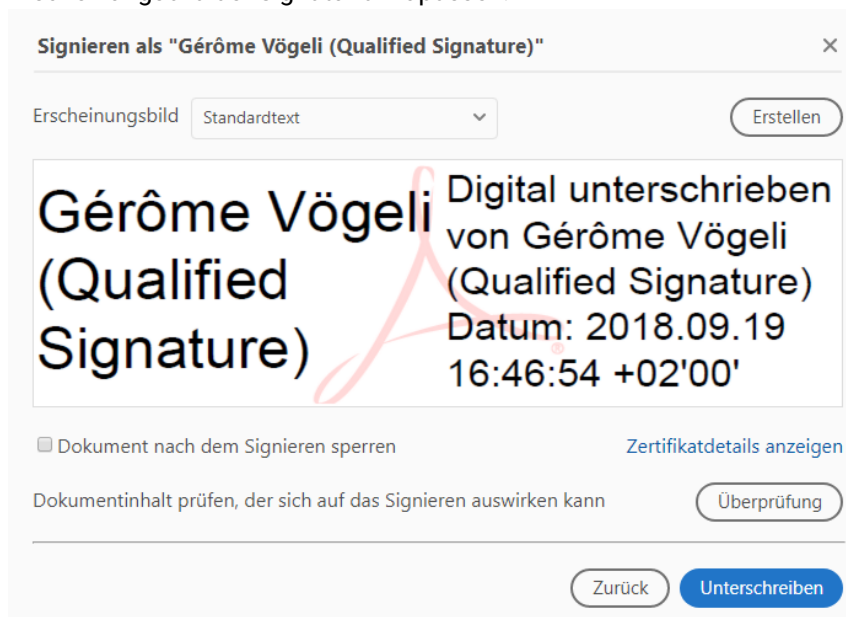 Signieren als "Gérôme Vögeli (Qualified Signature)"
Erscheinungsbild Standardtext Erstellen
Gérôme Vögeli
(Qualified
Signature)
Digital unterschrieben
von Gérôme Vögeli
(Qualified Signature)
Datum: 2018.09.19
16:46:54 +02'00'
Dokument nach dem Signieren sperren Zertifikatdetails anzeigen
Dokumentinhalt prüfen, der sich auf das Signieren auswirken kann Überprüfung
Zurück Unterschreiben